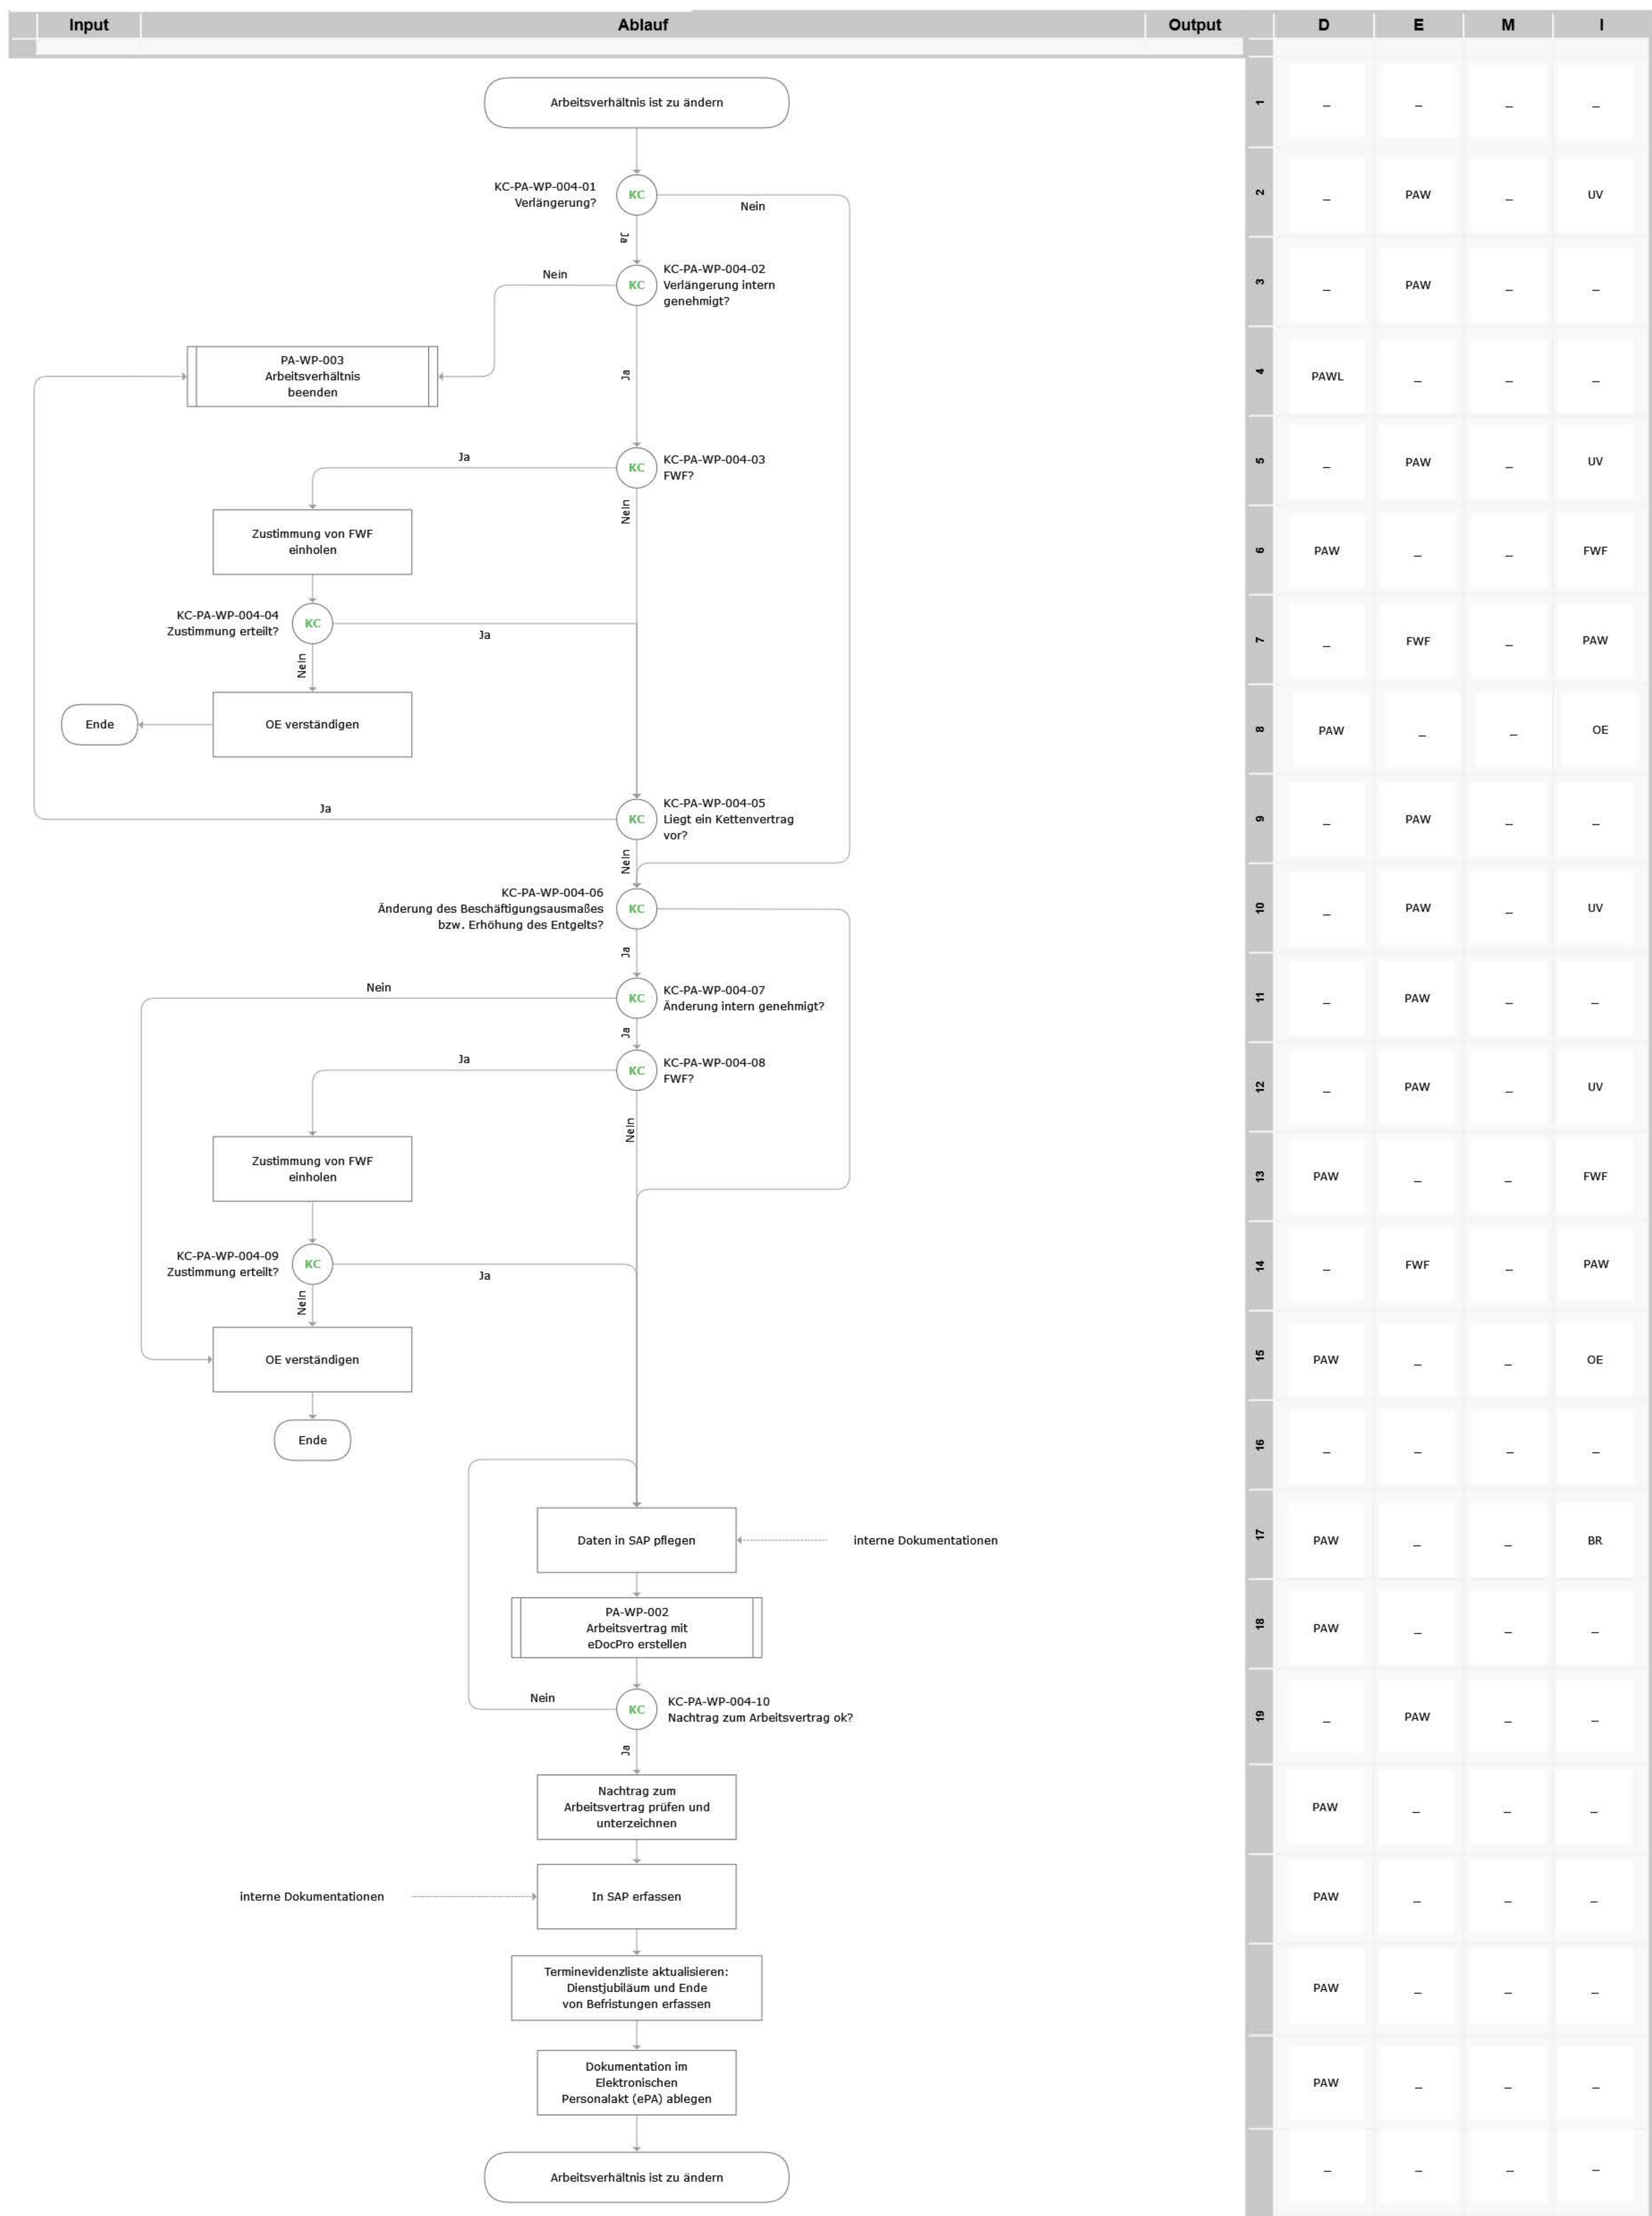 Input Ablauf Output D E M I
Arbeitsverhältnis ist zu ändern
1 _ _ _ _
KC-PA-WP-004-01
Verlängerung?
KC
Nein
Ja
2 _ PAW _ UV
KC
KC-PA-WP-004-02
Verlängerung intern
genehmigt?
Nein
Ja
3 _ PAW _ _
PA-WP-003
Arbeitsverhältnis
beenden
4 PAWL _ _ _
KC
KC-PA-WP-004-03
FWF?
Ja
Nein
5 _ PAW _ UV
Zustimmung von FWF
einholen
6 PAW _ _ FWF
KC-PA-WP-004-04
Zustimmung erteilt?
KC
Ja
Nein
7 _ FWF _ PAW
Ende
OE verständigen
8 PAW _ _ OE
Ja
KC
KC-PA-WP-004-05
Liegt ein Kettenvertrag
vor?
Nein
9 _ PAW _ _
KC-PA-WP-004-06
Änderung des Beschäftigungsausmaßes
bzw. Erhöhung des Entgelts?
KC
Ja
10 _ PAW _ UV
Nein
KC
KC-PA-WP-004-07
Änderung intern genehmigt?
Ja
11 _ PAW _ _
Ja
KC
KC-PA-WP-004-08
FWF?
Nein
12 _ PAW _ UV
Zustimmung von FWF
einholen
13 PAW _ _ FWF
KC-PA-WP-004-09
Zustimmung erteilt?
KC
Ja
Nein
14 _ FWF _ PAW
OE verständigen
15 PAW _ _ OE
Ende
16 _ _ _ _
Daten in SAP pflegen
interne Dokumentationen
17 PAW _ _ BR
PA-WP-002
Arbeitsvertrag mit
eDocPro erstellen
18 PAW _ _ _
Nein
KC
KC-PA-WP-004-10
Nachtrag zum Arbeitsvertrag ok?
Ja
19 _ PAW _ _
Nachtrag zum
Arbeitsvertrag prüfen und
unterzeichnen
PAW _ _ _
interne Dokumentationen
In SAP erfassen
PAW _ _ _
Terminevidenzliste aktualisieren:
Dienstjubiläum und Ende
von Befristungen erfassen
PAW _ _ _
Dokumentation im
Elektronischen
Personalakt (ePA) ablegen
PAW _ _ _
Arbeitsverhältnis ist zu ändern
_ _ _ _